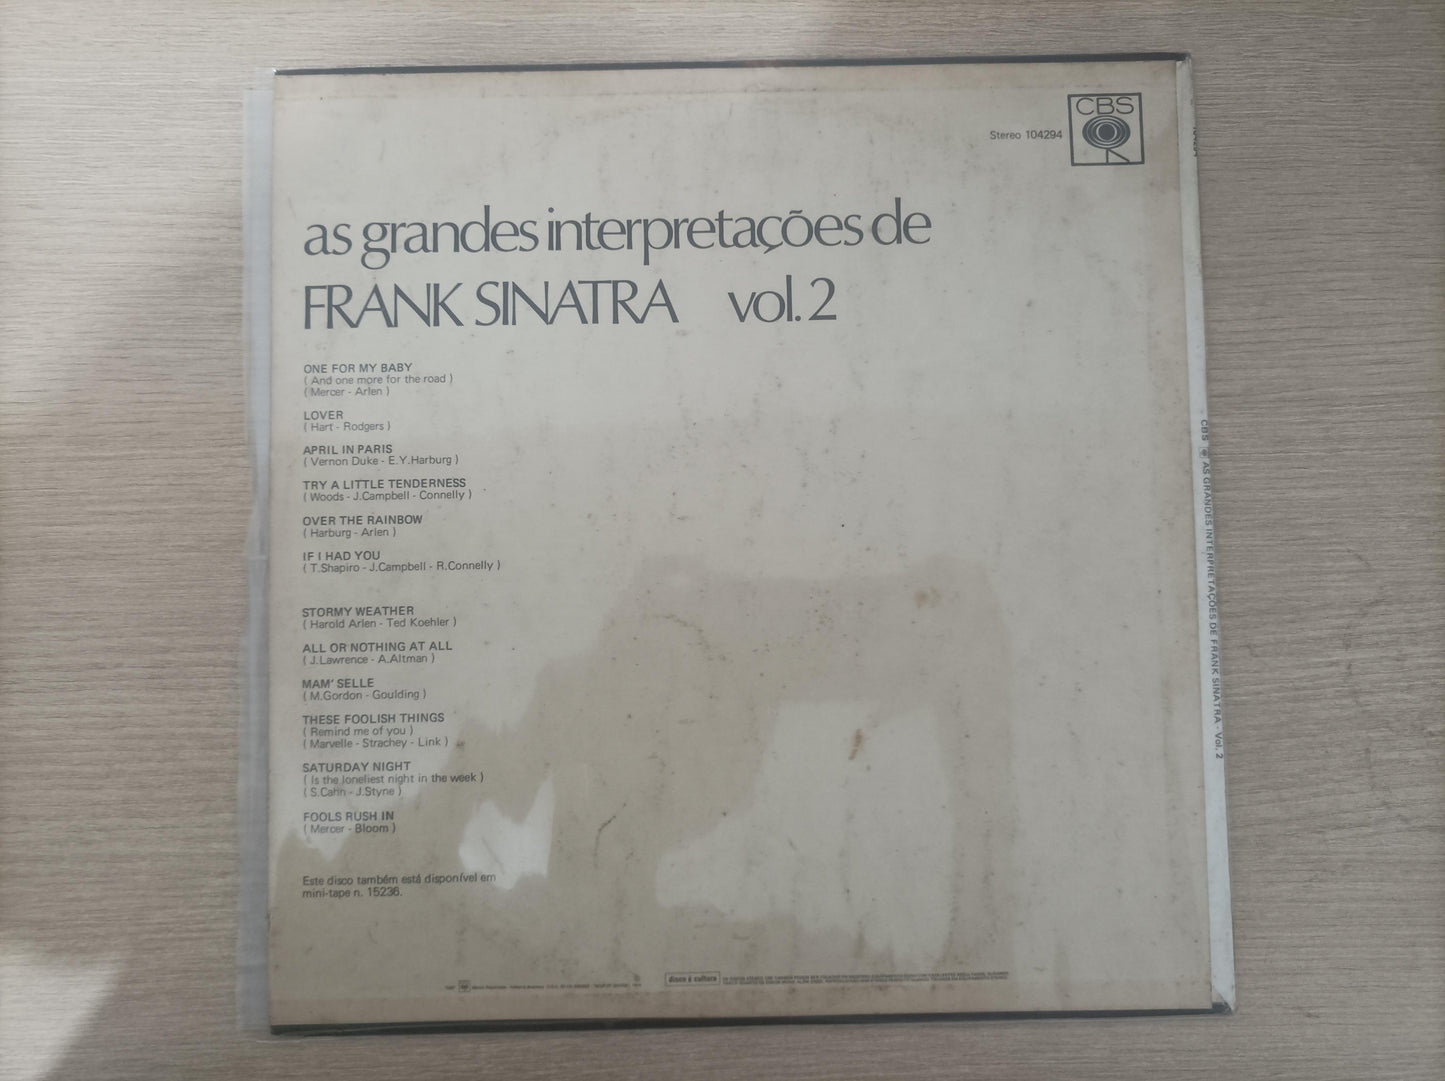 CBS
Stereo 104294
as grandes interpretações de
FRANK SINATRA vol. 2
ONE FOR MY BABY
( And one more for the road )
( Mercer - Arlen )
LOVER
( Hart - Rodgers )
APRIL IN PARIS
( Vernon Duke - E.Y.Harburg )
TRY A LITTLE TENDERNESS
( Woods - J.Campbell - Connelly )
OVER THE RAINBOW
( Harburg - Arlen )
IF I HAD YOU
( T.Shapiro - J.Campbell - R.Connelly )
STORMY WEATHER
( Harold Arlen - Ted Koehler )
ALL OR NOTHING AT ALL
( J.Lawrence - A.Altman )
MAM' SELLE
( M.Gordon - Goulding )
THESE FOOLISH THINGS
( Remind me of you )
( Marvelle - Strachey - Link )
SATURDAY NIGHT
( Is the loneliest night in the week )
( S.Cahn - J.Styne )
FOOLS RUSH IN
( Mercer - Bloom )
Este disco também está disponível em
mini-tape n. 15236.
disco é cultura
104294
CBS AS GRANDES INTERPRETAÇÕES DE FRANK SINATRA - Vol. 2